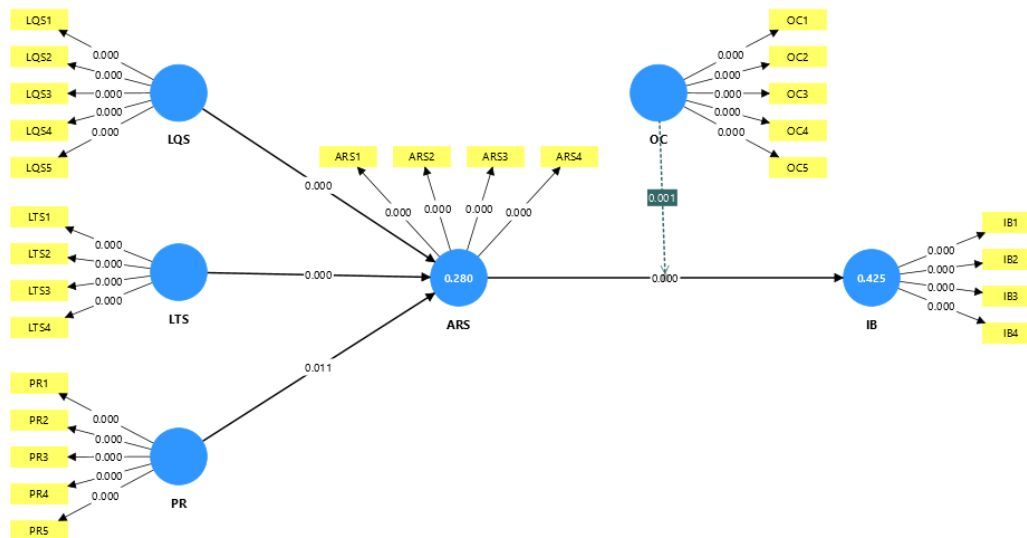 LQS1
LQS2
LQS3
LQS4
LQS5
0.000
0.000
0.000
0.000
0.000
LQS
0.000
LTS1
LTS2
LTS3
LTS4
0.000
0.000
0.000
0.000
LTS
0.000
PR1
PR2
PR3
PR4
PR5
0.000
0.000
0.000
0.000
0.000
PR
0.011
ARS1
ARS2
ARS3
ARS4
0.000
0.000
0.000
0.000
0.280
ARS
OC1
OC2
OC3
OC4
OC5
0.000
0.000
0.000
0.000
0.000
OC
0.001
0.000
IB1
IB2
IB3
IB4
0.000
0.000
0.000
0.000
0.425
IB